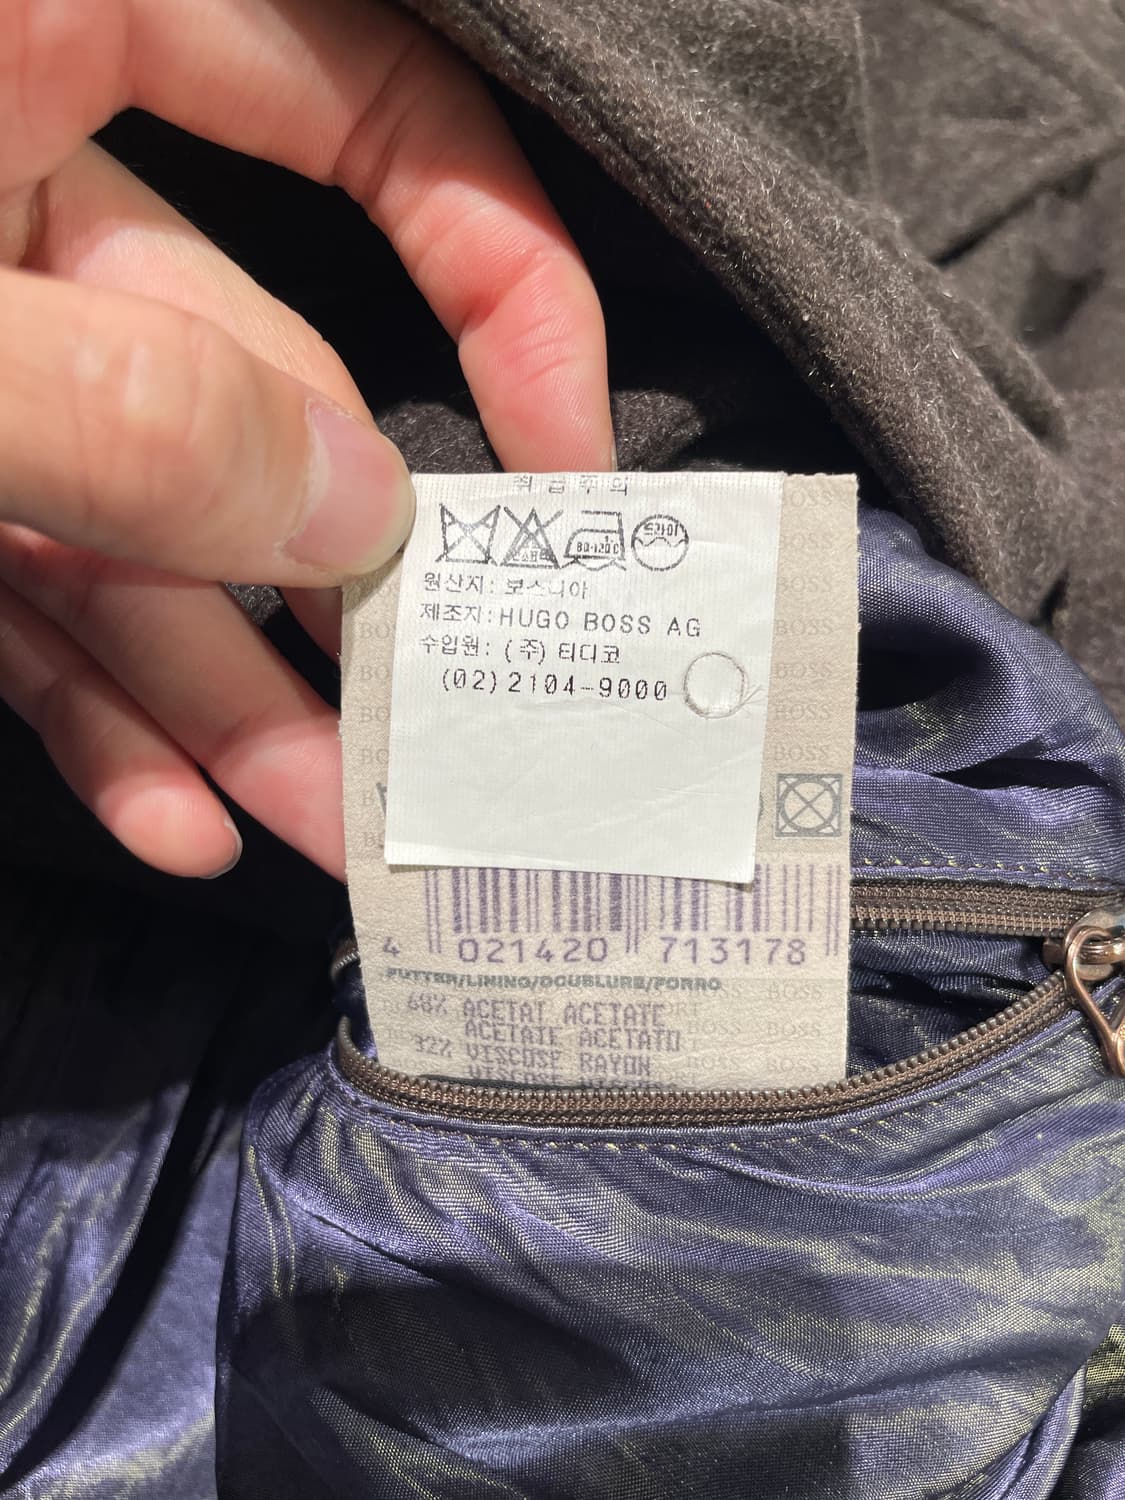 취급주의
80-120℃
드라이
원산지: 보스니아
제조자: HUGO BOSS AG
수입원: (주) 티디코
(02) 2104-9000
BOSS
4 021420 713178
FUTTER/LINING/DOUBLURE/FORRO
68% ACETAT ACETATE
ACETATE ACETATO
32% VISCOSE RAYON